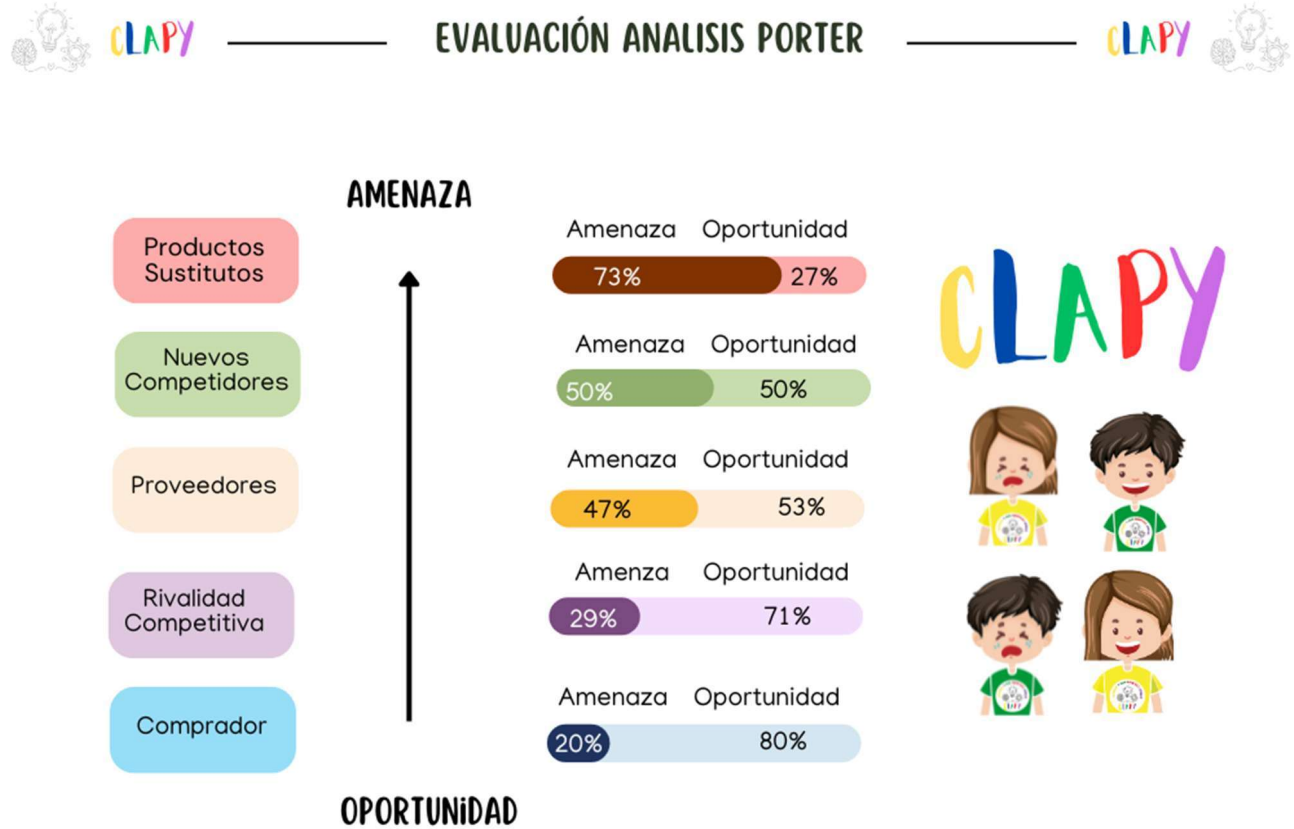 CLAPY
EVALUACIÓN ANALISIS PORTER
CLAPY
AMENAZA
Productos
Sustitutos
Amenaza Oportunidad
73% 27%
Nuevos
Competidores
Amenaza Oportunidad
50% 50%
Proveedores
Amenaza Oportunidad
47% 53%
Rivalidad
Competitiva
Amenza Oportunidad
29% 71%
Comprador
Amenaza Oportunidad
20% 80%
OPORTUNiDAD
CLAPY